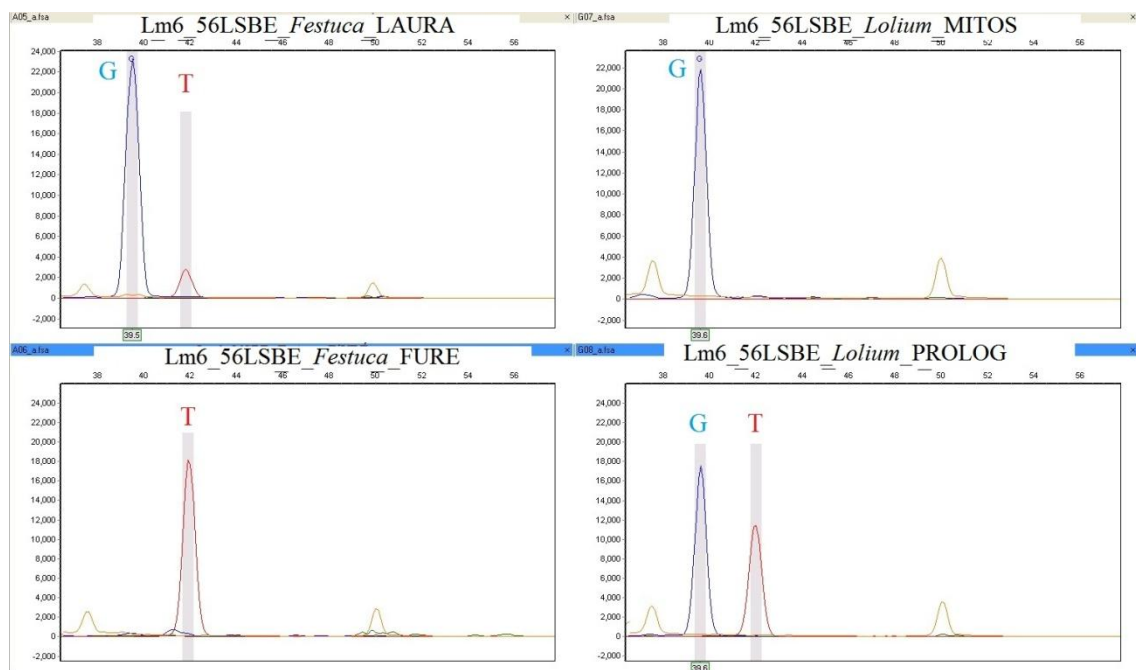 A05_a.fsa
Lm6_56LSBE_Festuca_LAURA
38 40 42 44 46 48 50 52 54 56
24,000
22,000
20,000
18,000
16,000
14,000
12,000
10,000
8,000
6,000
4,000
2,000
0
-2,000
G
G
T
39.5
G07_a.fsa
Lm6_56LSBE_Lolium_MITOS
38 40 42 44 46 48 50 52 54 56
22,000
20,000
18,000
16,000
14,000
12,000
10,000
8,000
6,000
4,000
2,000
0
-2,000
G
G
39.6
A06_a.fsa
Lm6_56LSBE_Festuca_FURE
38 40 42 44 46 48 50 52 54 56
24,000
22,000
20,000
18,000
16,000
14,000
12,000
10,000
8,000
6,000
4,000
2,000
0
-2,000
T
G08_a.fsa
Lm6_56LSBE_Lolium_PROLOG
38 40 42 44 46 48 50 52 54 56
24,000
22,000
20,000
18,000
16,000
14,000
12,000
10,000
8,000
6,000
4,000
2,000
0
-2,000
G
T
39.6